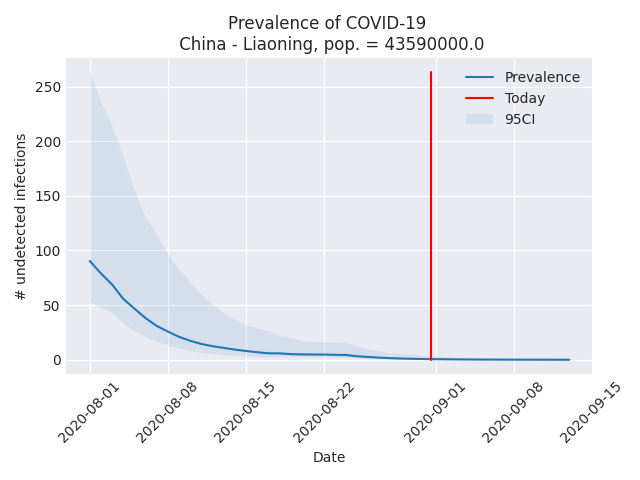 Prevalence of COVID-19
China - Liaoning, pop. = 43590000.0
Prevalence
Today
95CI
# undetected infections
250
200
150
100
50
0
2020-08-01
2020-08-08
2020-08-15
2020-08-22
2020-09-01
2020-09-08
2020-09-15
Date